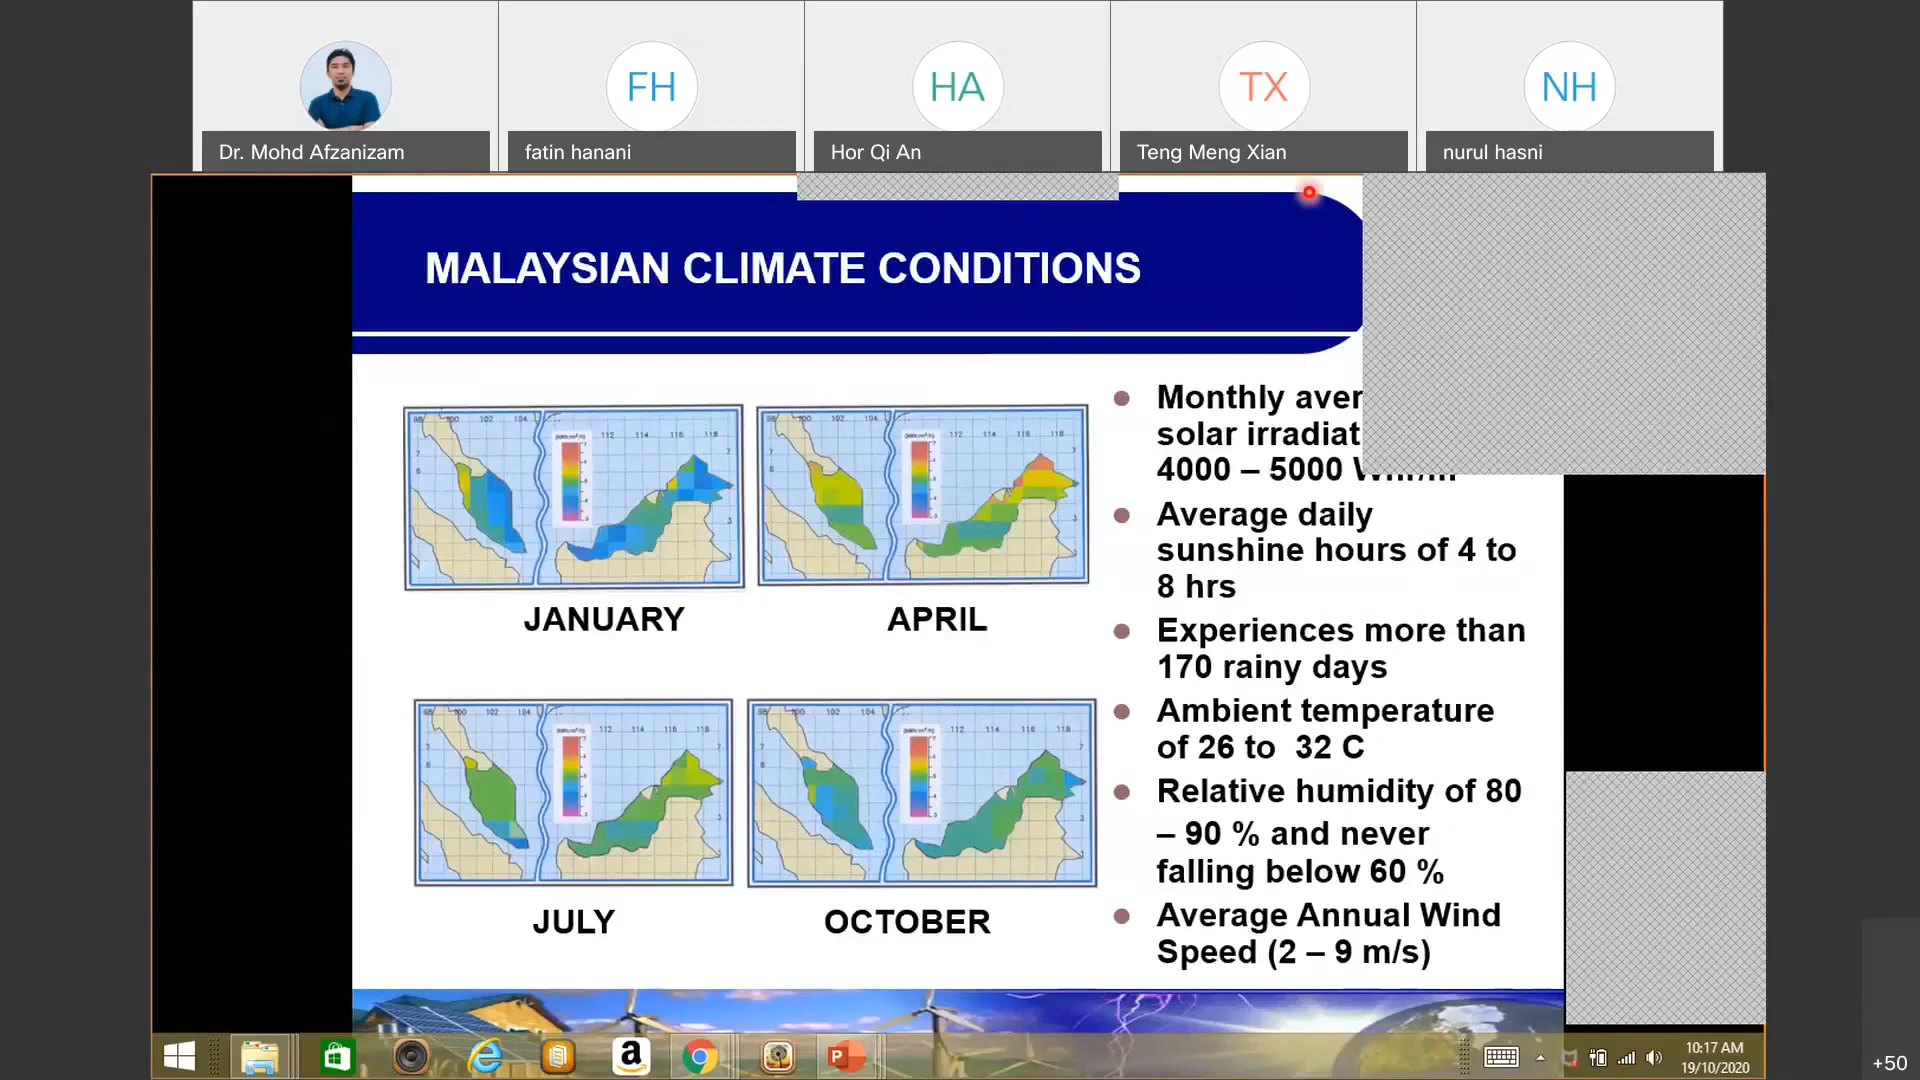 FH
HA
TX
NH
Dr. Mohd Afzanizam
fatin hanani
Hor Qi An
Teng Meng Xian
nurul hasni
MALAYSIAN CLIMATE CONDITIONS
JANUARY
APRIL
JULY
OCTOBER
Monthly aver
solar irradiat
4000 – 5000
Average daily
sunshine hours of 4 to
8 hrs
Experiences more than
170 rainy days
Ambient temperature
of 26 to 32 C
Relative humidity of 80
– 90 % and never
falling below 60 %
Average Annual Wind
Speed (2 – 9 m/s)
10:17 AM
19/10/2020
+50